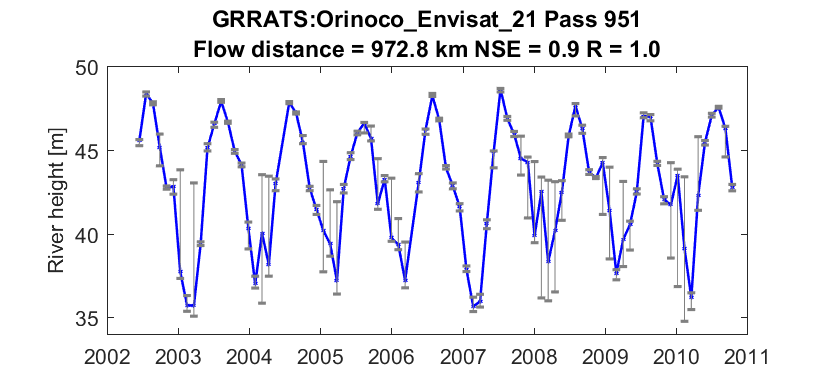 GRRATS:Orinoco_Envisat_21 Pass 951
Flow distance = 972.8 km NSE = 0.9 R = 1.0
River height [m]
50
45
40
35
2002 2003 2004 2005 2006 2007 2008 2009 2010 2011